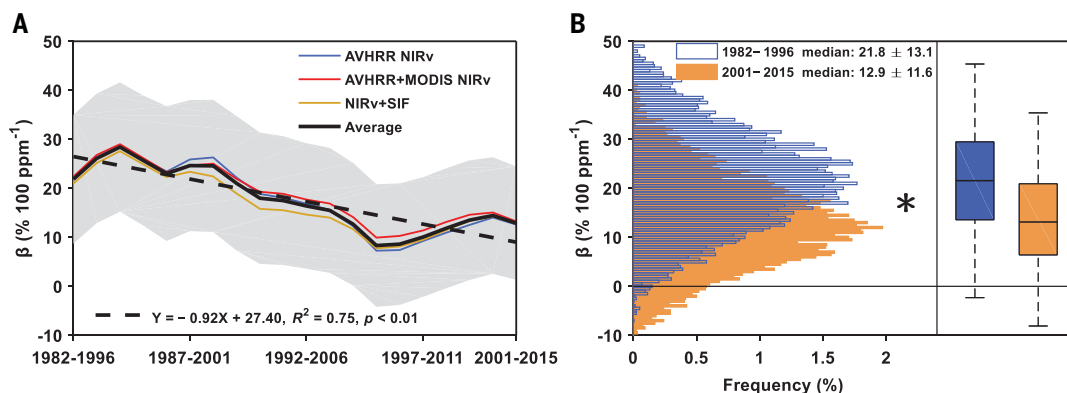 A
β (% 100 ppm⁻¹)
50
40
30
20
10
0
-10
AVHRR NIRv
AVHRR+MODIS NIRv
NIRv+SIF
Average
Y = − 0.92X + 27.40, R² = 0.75, p < 0.01
1982-1996
1987-2001
1992-2006
1997-2011
2001-2015
B
β (% 100 ppm⁻¹)
50
40
30
20
10
0
-10
1982− 1996 median: 21.8 ± 13.1
2001− 2015 median: 12.9 ± 11.6
*
0
0.5
1
1.5
2
Frequency (%)